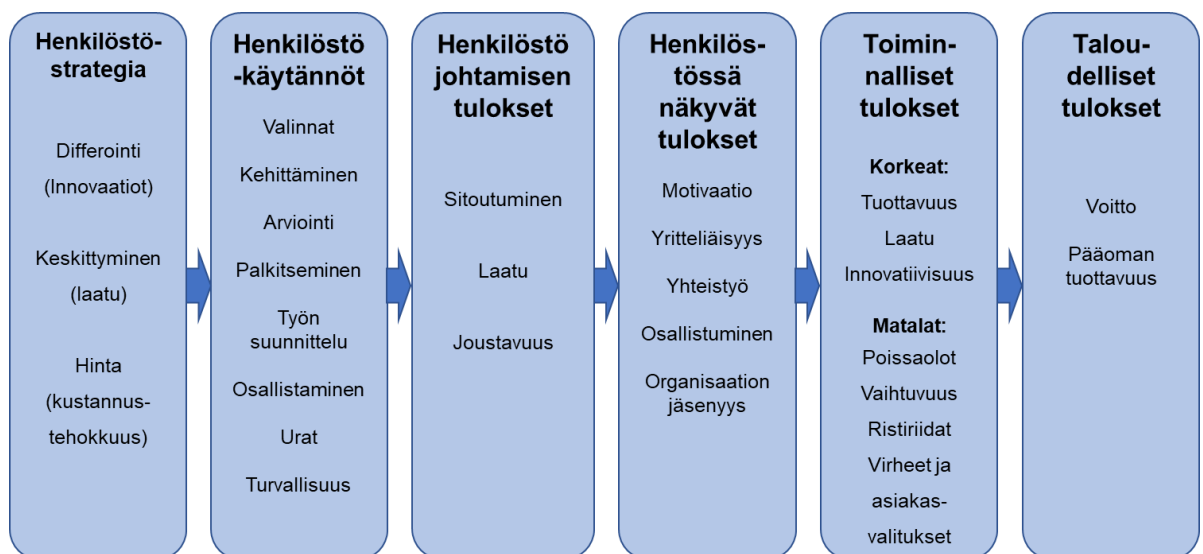 Henkilöstö-
strategia
Differointi
(Innovaatiot)
Keskittyminen
(laatu)
Hinta
(kustannus-
tehokkuus)
Henkilöstö
-käytännöt
Valinnat
Kehittäminen
Arviointi
Palkitseminen
Työn
suunnittelu
Osallistaminen
Urat
Turvallisuus
Henkilöstö
johtamisen
tulokset
Sitoutuminen
Laatu
Joustavuus
Henkilös-
tössä
näkyvät
tulokset
Motivaatio
Yritteliäisyys
Yhteistyö
Osallistuminen
Organisaation
jäsenyys
Toimin-
nalliset
tulokset
Korkeat:
Tuottavuus
Laatu
Innovatiivisuus
Matalat:
Poissaolot
Vaihtuvuus
Ristiriidat
Virheet ja
asiakas-
valitukset
Talou-
delliset
tulokset
Voitto
Pääoman
tuottavuus